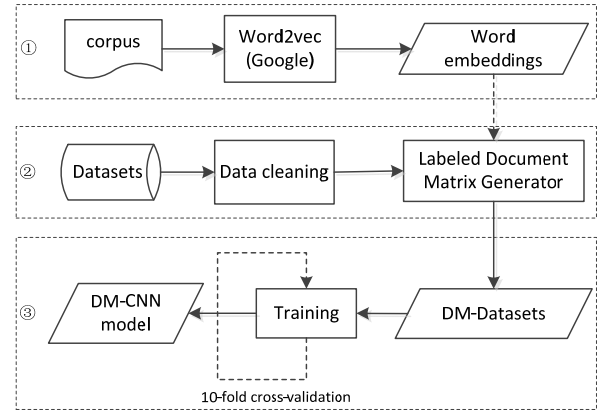 ①
corpus
Word2vec
(Google)
Word
embeddings
②
Datasets
Data cleaning
Labeled Document
Matrix Generator
③
DM-CNN
model
Training
DM-Datasets
10-fold cross-validation